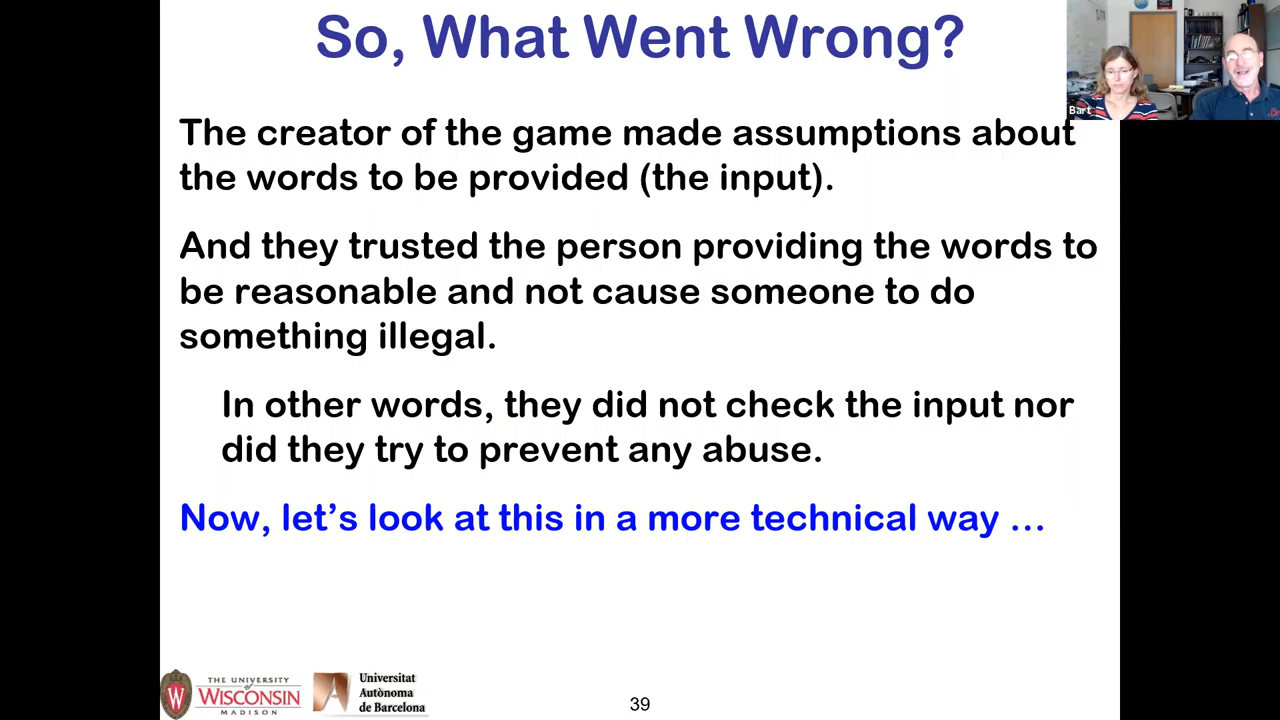 So, What Went Wrong?
Bart
The creator of the game made assumptions about
the words to be provided (the input).
And they trusted the person providing the words to
be reasonable and not cause someone to do
something illegal.
In other words, they did not check the input nor
did they try to prevent any abuse.
Now, let’s look at this in a more technical way …
W
THE UNIVERSITY
of
WISCONSIN
MADISON
Universitat
Autònoma
de Barcelona
39